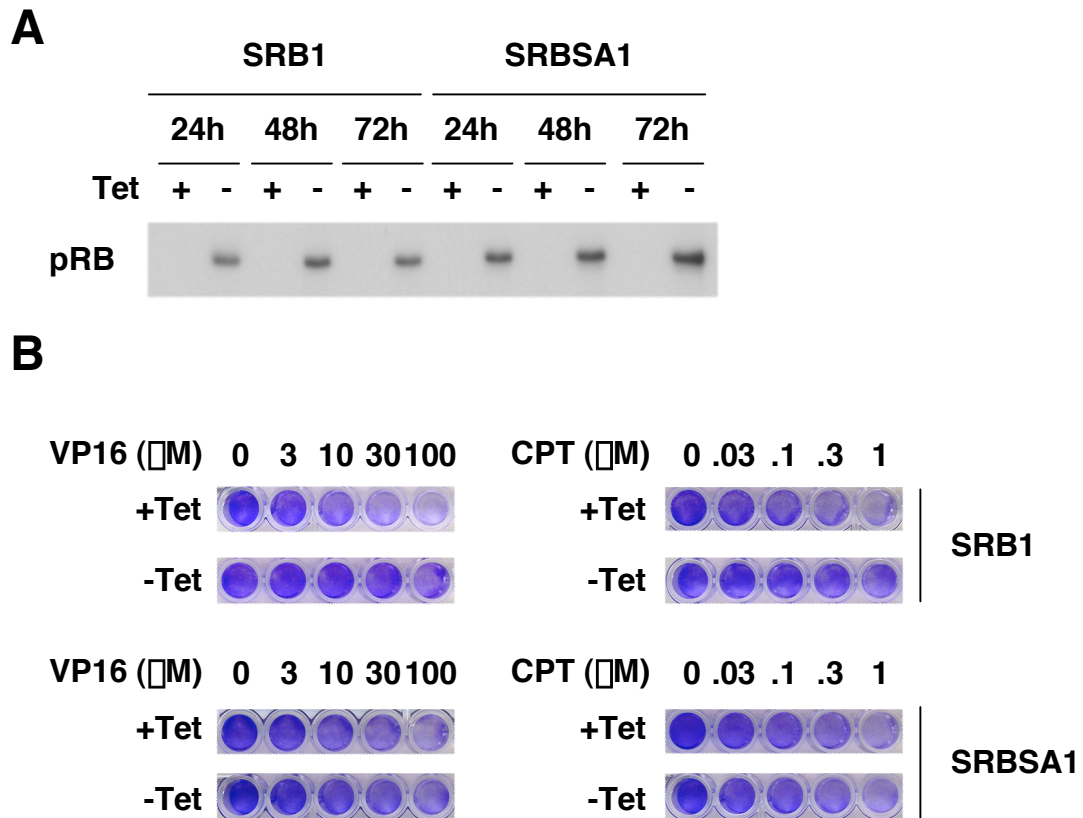 A
SRB1 SRBSA1
24h 48h 72h 24h 48h 72h
Tet + - + - + - + - + - + -
pRB
B
VP16 (▯M) 0 3 10 30 100 CPT (▯M) 0 .03 .1 .3 1
+Tet +Tet
SRB1
-Tet -Tet
VP16 (▯M) 0 3 10 30 100 CPT (▯M) 0 .03 .1 .3 1
+Tet +Tet
SRBSA1
-Tet -Tet